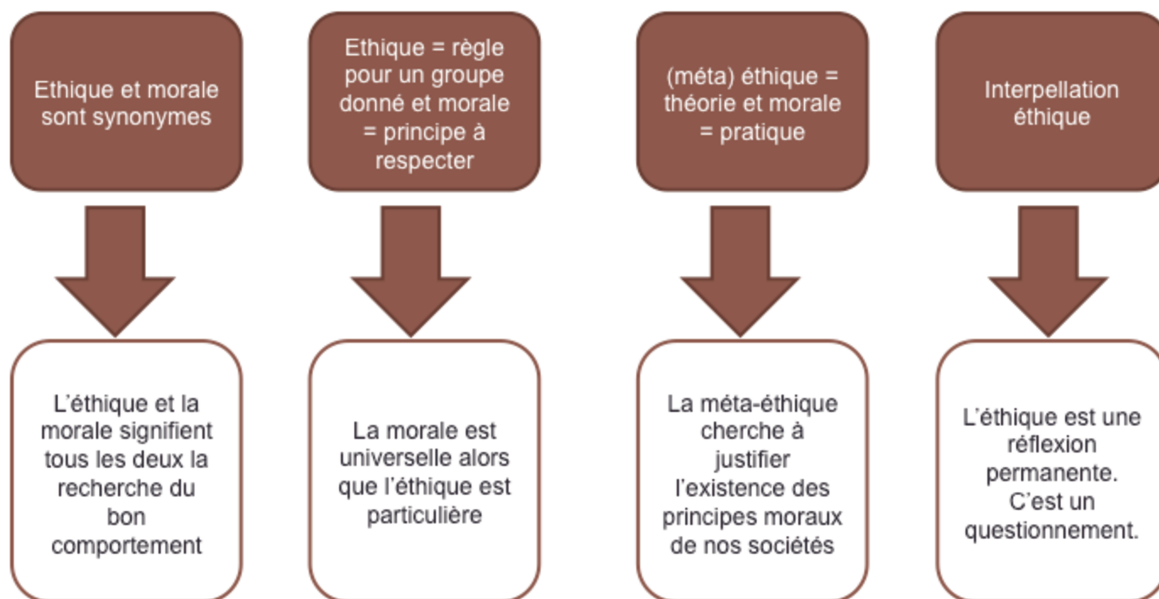 Ethique et morale
sont synonymes
Ethique = règle
pour un groupe
donné et morale
= principe à
respecter
(méta) éthique =
théorie et morale
= pratique
Interpellation
éthique
L'éthique et la
morale signifient
tous les deux la
recherche du
bon
comportement
La morale est
universelle alors
que l'éthique est
particulière
La méta-éthique
cherche à
justifier
l'existence des
principes moraux
de nos sociétés
L'éthique est une
réflexion
permanente.
C'est un
questionnement.